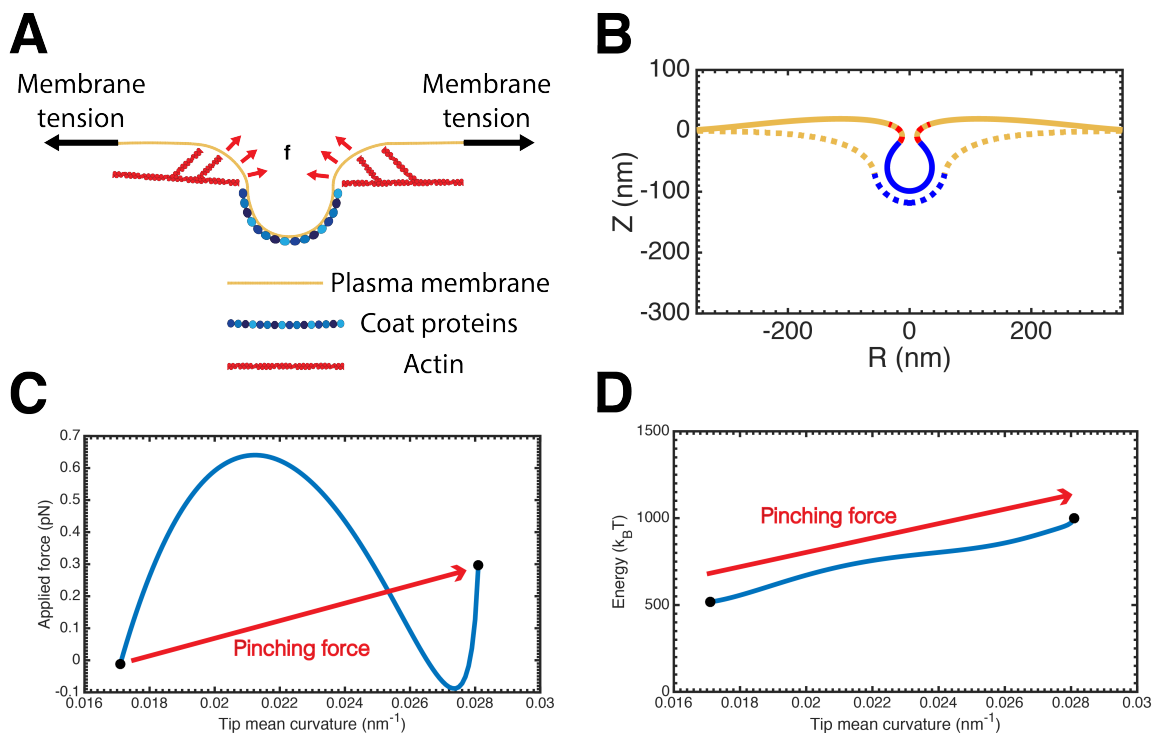 A
Membrane
tension
Membrane
tension
f
Plasma membrane
Coat proteins
Actin
B
100
0
-100
-200
-300
Z (nm)
-200
0
200
R (nm)
C
0.7
0.6
0.5
0.4
0.3
0.2
0.1
0
-0.1
Applied force (pN)
Pinching force
0.016
0.018
0.02
0.022
0.024
0.026
0.028
0.03
Tip mean curvature (nm⁻¹)
D
1500
1000
500
0
Energy (k_BT)
Pinching force
0.016
0.018
0.02
0.022
0.024
0.026
0.028
0.03
Tip mean curvature (nm⁻¹)